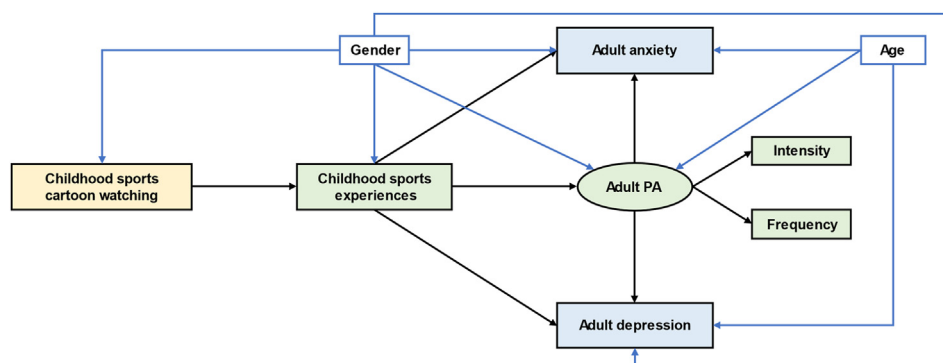 Gender
Adult anxiety
Age
Childhood sports
cartoon watching
Childhood sports
experiences
Adult PA
Intensity
Frequency
Adult depression